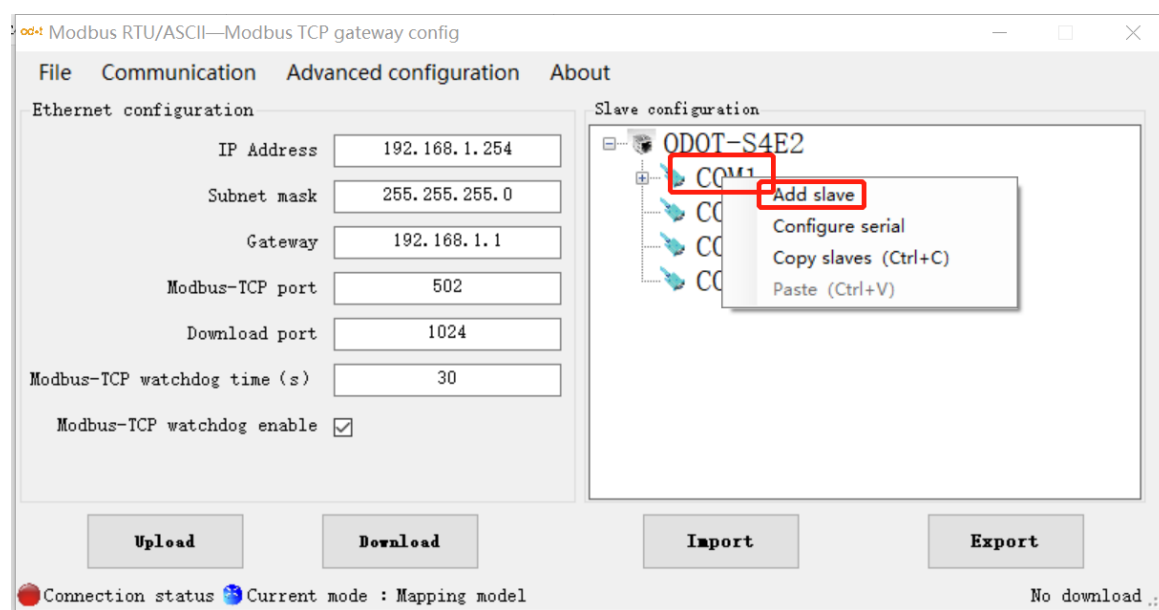 Modbus RTU/ASCII—Modbus TCP gateway config
File Communication Advanced configuration About
Ethernet configuration
IP Address 192.168.1.254
Subnet mask 255.255.255.0
Gateway 192.168.1.1
Modbus-TCP port 502
Download port 1024
Modbus-TCP watchdog time(s) 30
Modbus-TCP watchdog enable
Slave configuration
ODOT-S4E2
COM1
Add slave
Configure serial
Copy slaves (Ctrl+C)
Paste (Ctrl+V)
Upload Download Import Export
Connection status Current mode : Mapping model No download